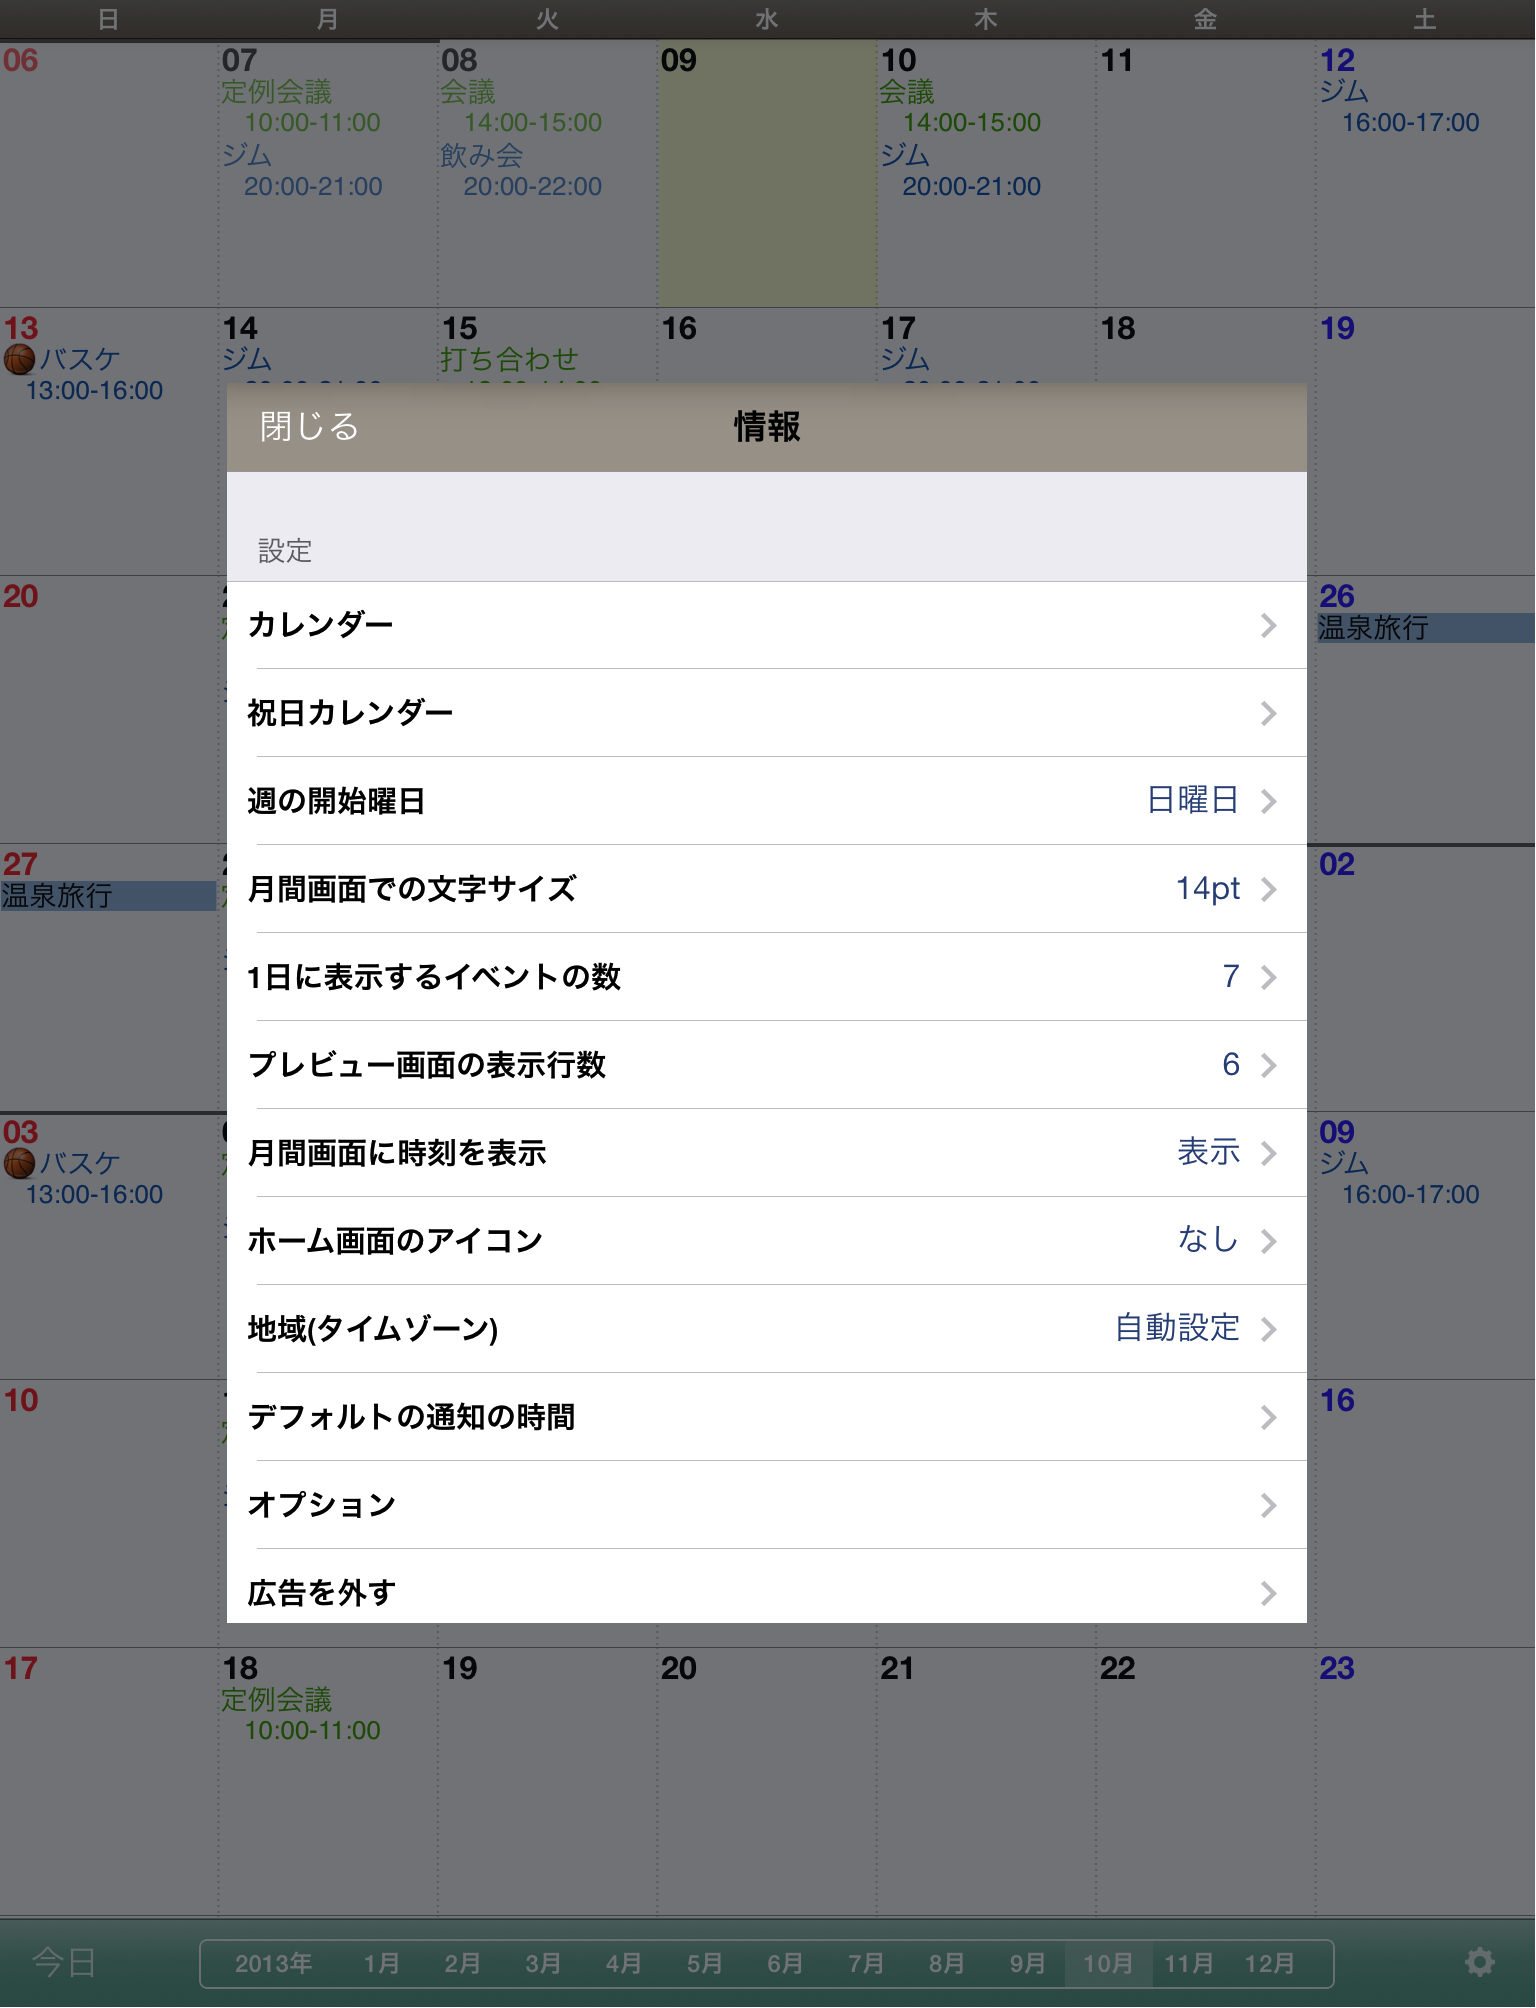 日 月 火 水 木 金 土
06 07 08 09 10 11 12
定例会議 会議 会議 ジム
10:00-11:00 14:00-15:00 14:00-15:00 16:00-17:00
ジム 飲み会 ジム
20:00-21:00 20:00-22:00 20:00-21:00
13 14 15 16 17 18 19
バスケ ジム 打ち合わせ ジム
13:00-16:00
閉じる 情報
設定
20 26
温泉旅行
カレンダー
祝日カレンダー
週の開始曜日 日曜日
27 02
温泉旅行
月間画面での文字サイズ 14pt
1日に表示するイベントの数 7
プレビュー画面の表示行数 6
03 09
バスケ ジム
13:00-16:00 16:00-17:00
月間画面に時刻を表示 表示
ホーム画面のアイコン なし
地域(タイムゾーン) 自動設定
10 16
デフォルトの通知の時間
オプション
広告を外す
17 18 19 20 21 22 23
定例会議
10:00-11:00
今日 2013年 1月 2月 3月 4月 5月 6月 7月 8月 9月 10月 11月 12月